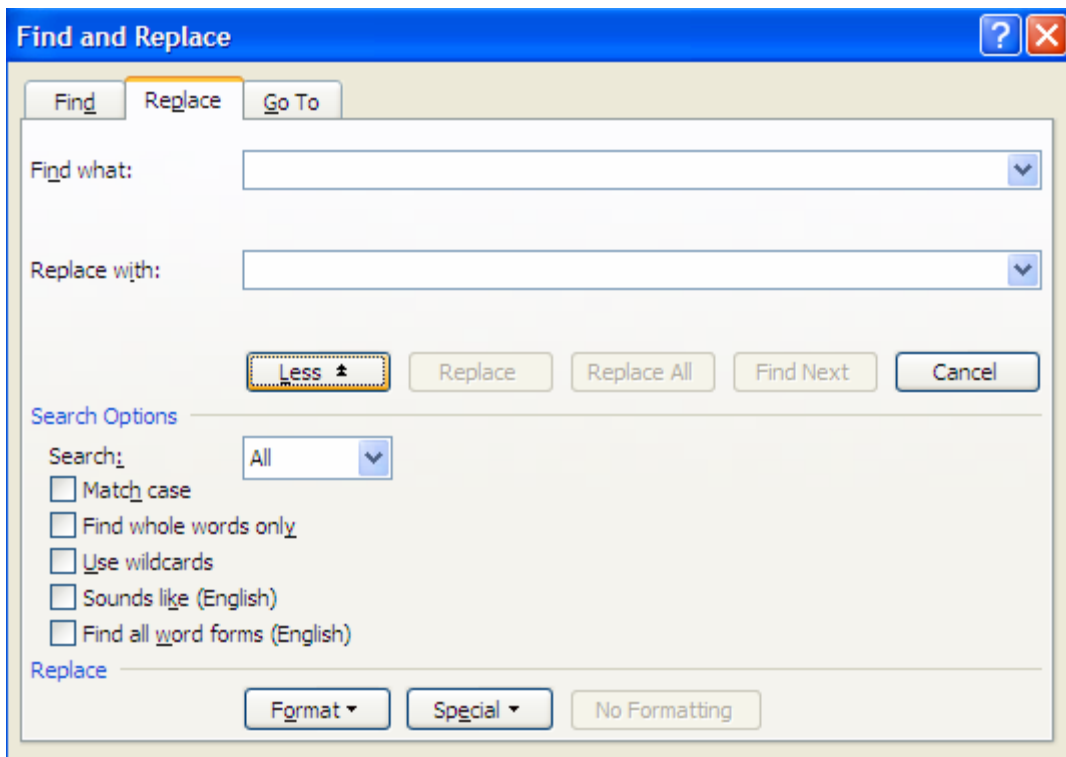 Find and Replace
Find Replace Go To
Find what:
Replace with:
Less Replace Replace All Find Next Cancel
Search Options
Search: All
Match case
Find whole words only
Use wildcards
Sounds like (English)
Find all word forms (English)
Replace
Format Special No Formatting